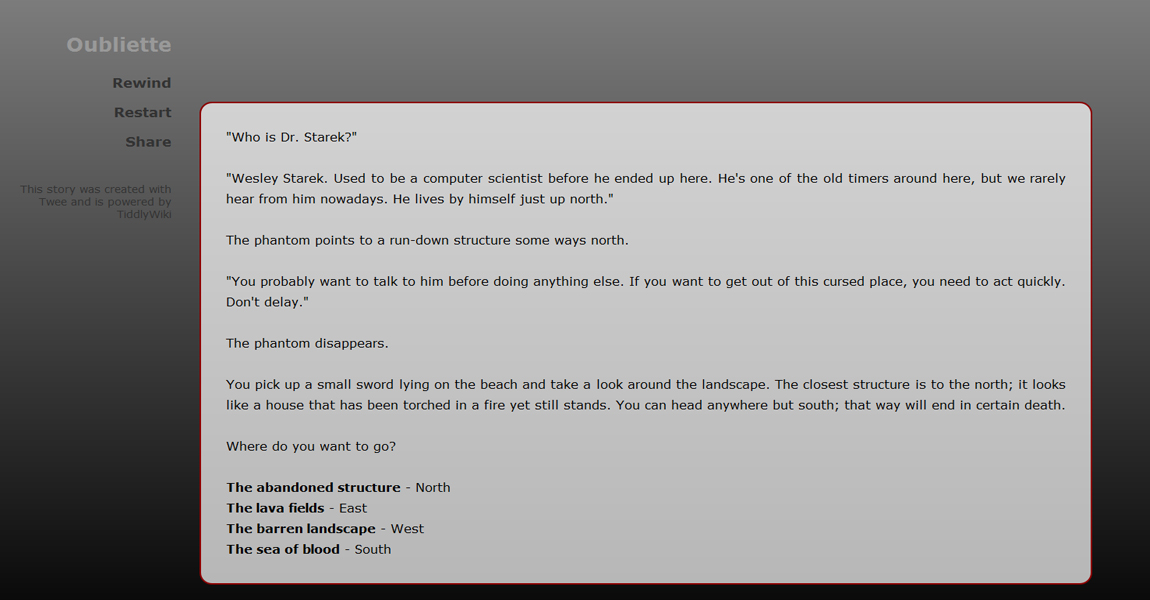 Oubliette
Rewind
Restart
Share
This story was created with
Twee and is powered by
TiddlyWiki
"Who is Dr. Starek?"
"Wesley Starek. Used to be a computer scientist before he ended up here. He's one of the old timers around here, but we rarely
hear from him nowadays. He lives by himself just up north."
The phantom points to a run-down structure some ways north.
"You probably want to talk to him before doing anything else. If you want to get out of this cursed place, you need to act quickly.
Don't delay."
The phantom disappears.
You pick up a small sword lying on the beach and take a look around the landscape. The closest structure is to the north; it looks
like a house that has been torched in a fire yet still stands. You can head anywhere but south; that way will end in certain death.
Where do you want to go?
The abandoned structure - North
The lava fields - East
The barren landscape - West
The sea of blood - South